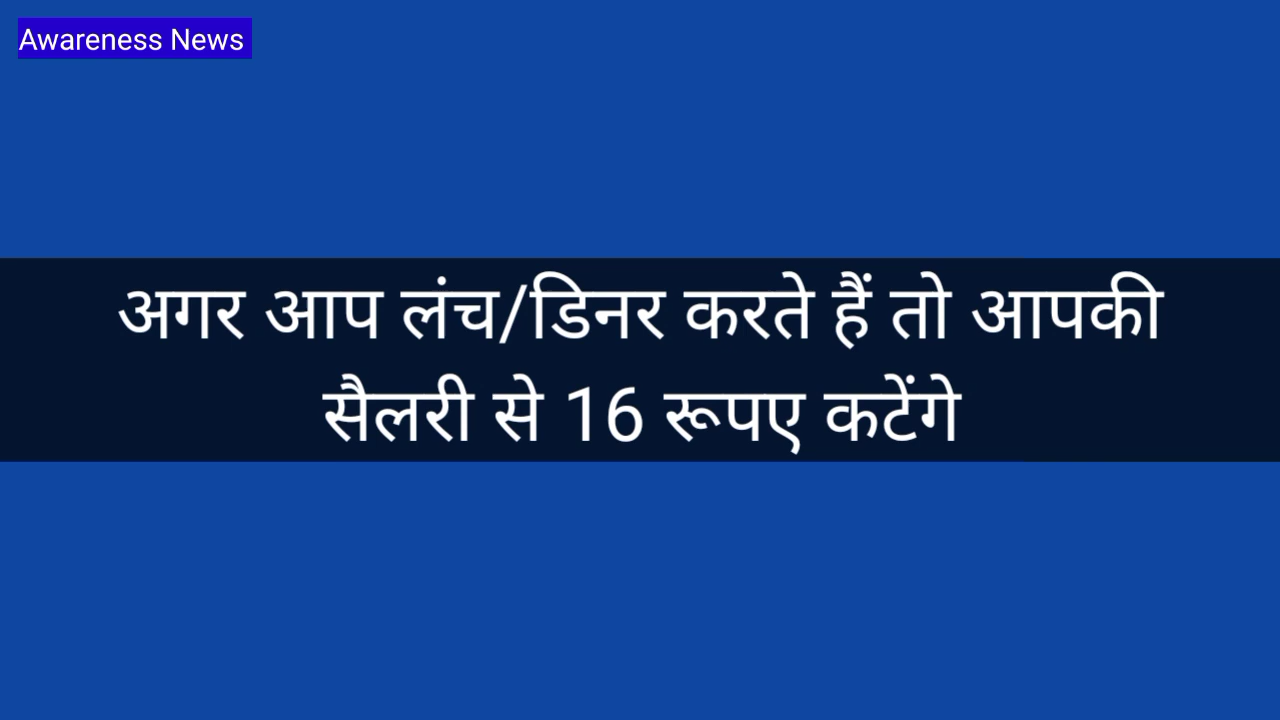 Awareness News
अगर आप लंच/डिनर करते हैं तो आपकी
सैलरी से 16 रूपए कटेंगे